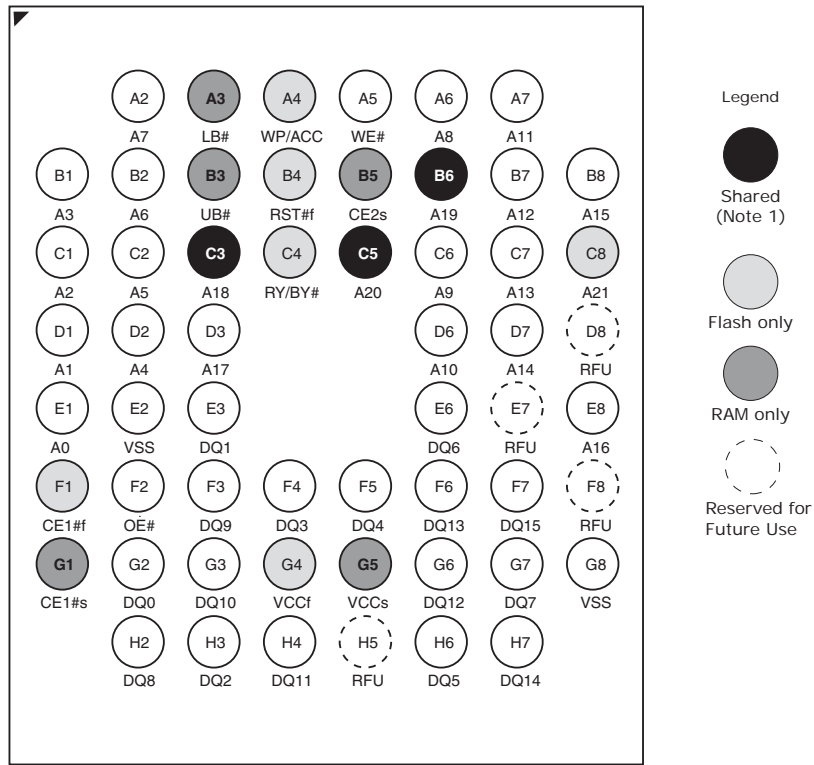 A2 A3 A4 A5 A6 A7
A7 LB# WP/ACC WE# A8 A11
B1 B2 B3 B4 B5 B6 B7 B8
A3 A6 UB# RST#f CE2s A19 A12 A15
C1 C2 C3 C4 C5 C6 C7 C8
A2 A5 A18 RY/BY# A20 A9 A13 A21
D1 D2 D3 D6 D7 D8
A1 A4 A17 A10 A14 RFU
E1 E2 E3 E6 E7 E8
A0 VSS DQ1 DQ6 RFU A16
F1 F2 F3 F4 F5 F6 F7 F8
CE1#f OE# DQ9 DQ3 DQ4 DQ13 DQ15 RFU
G1 G2 G3 G4 G5 G6 G7 G8
CE1#s DQ0 DQ10 VCCf VCCs DQ12 DQ7 VSS
H2 H3 H4 H5 H6 H7
DQ8 DQ2 DQ11 RFU DQ5 DQ14
Legend
Shared
(Note 1)
Flash only
RAM only
Reserved for
Future Use